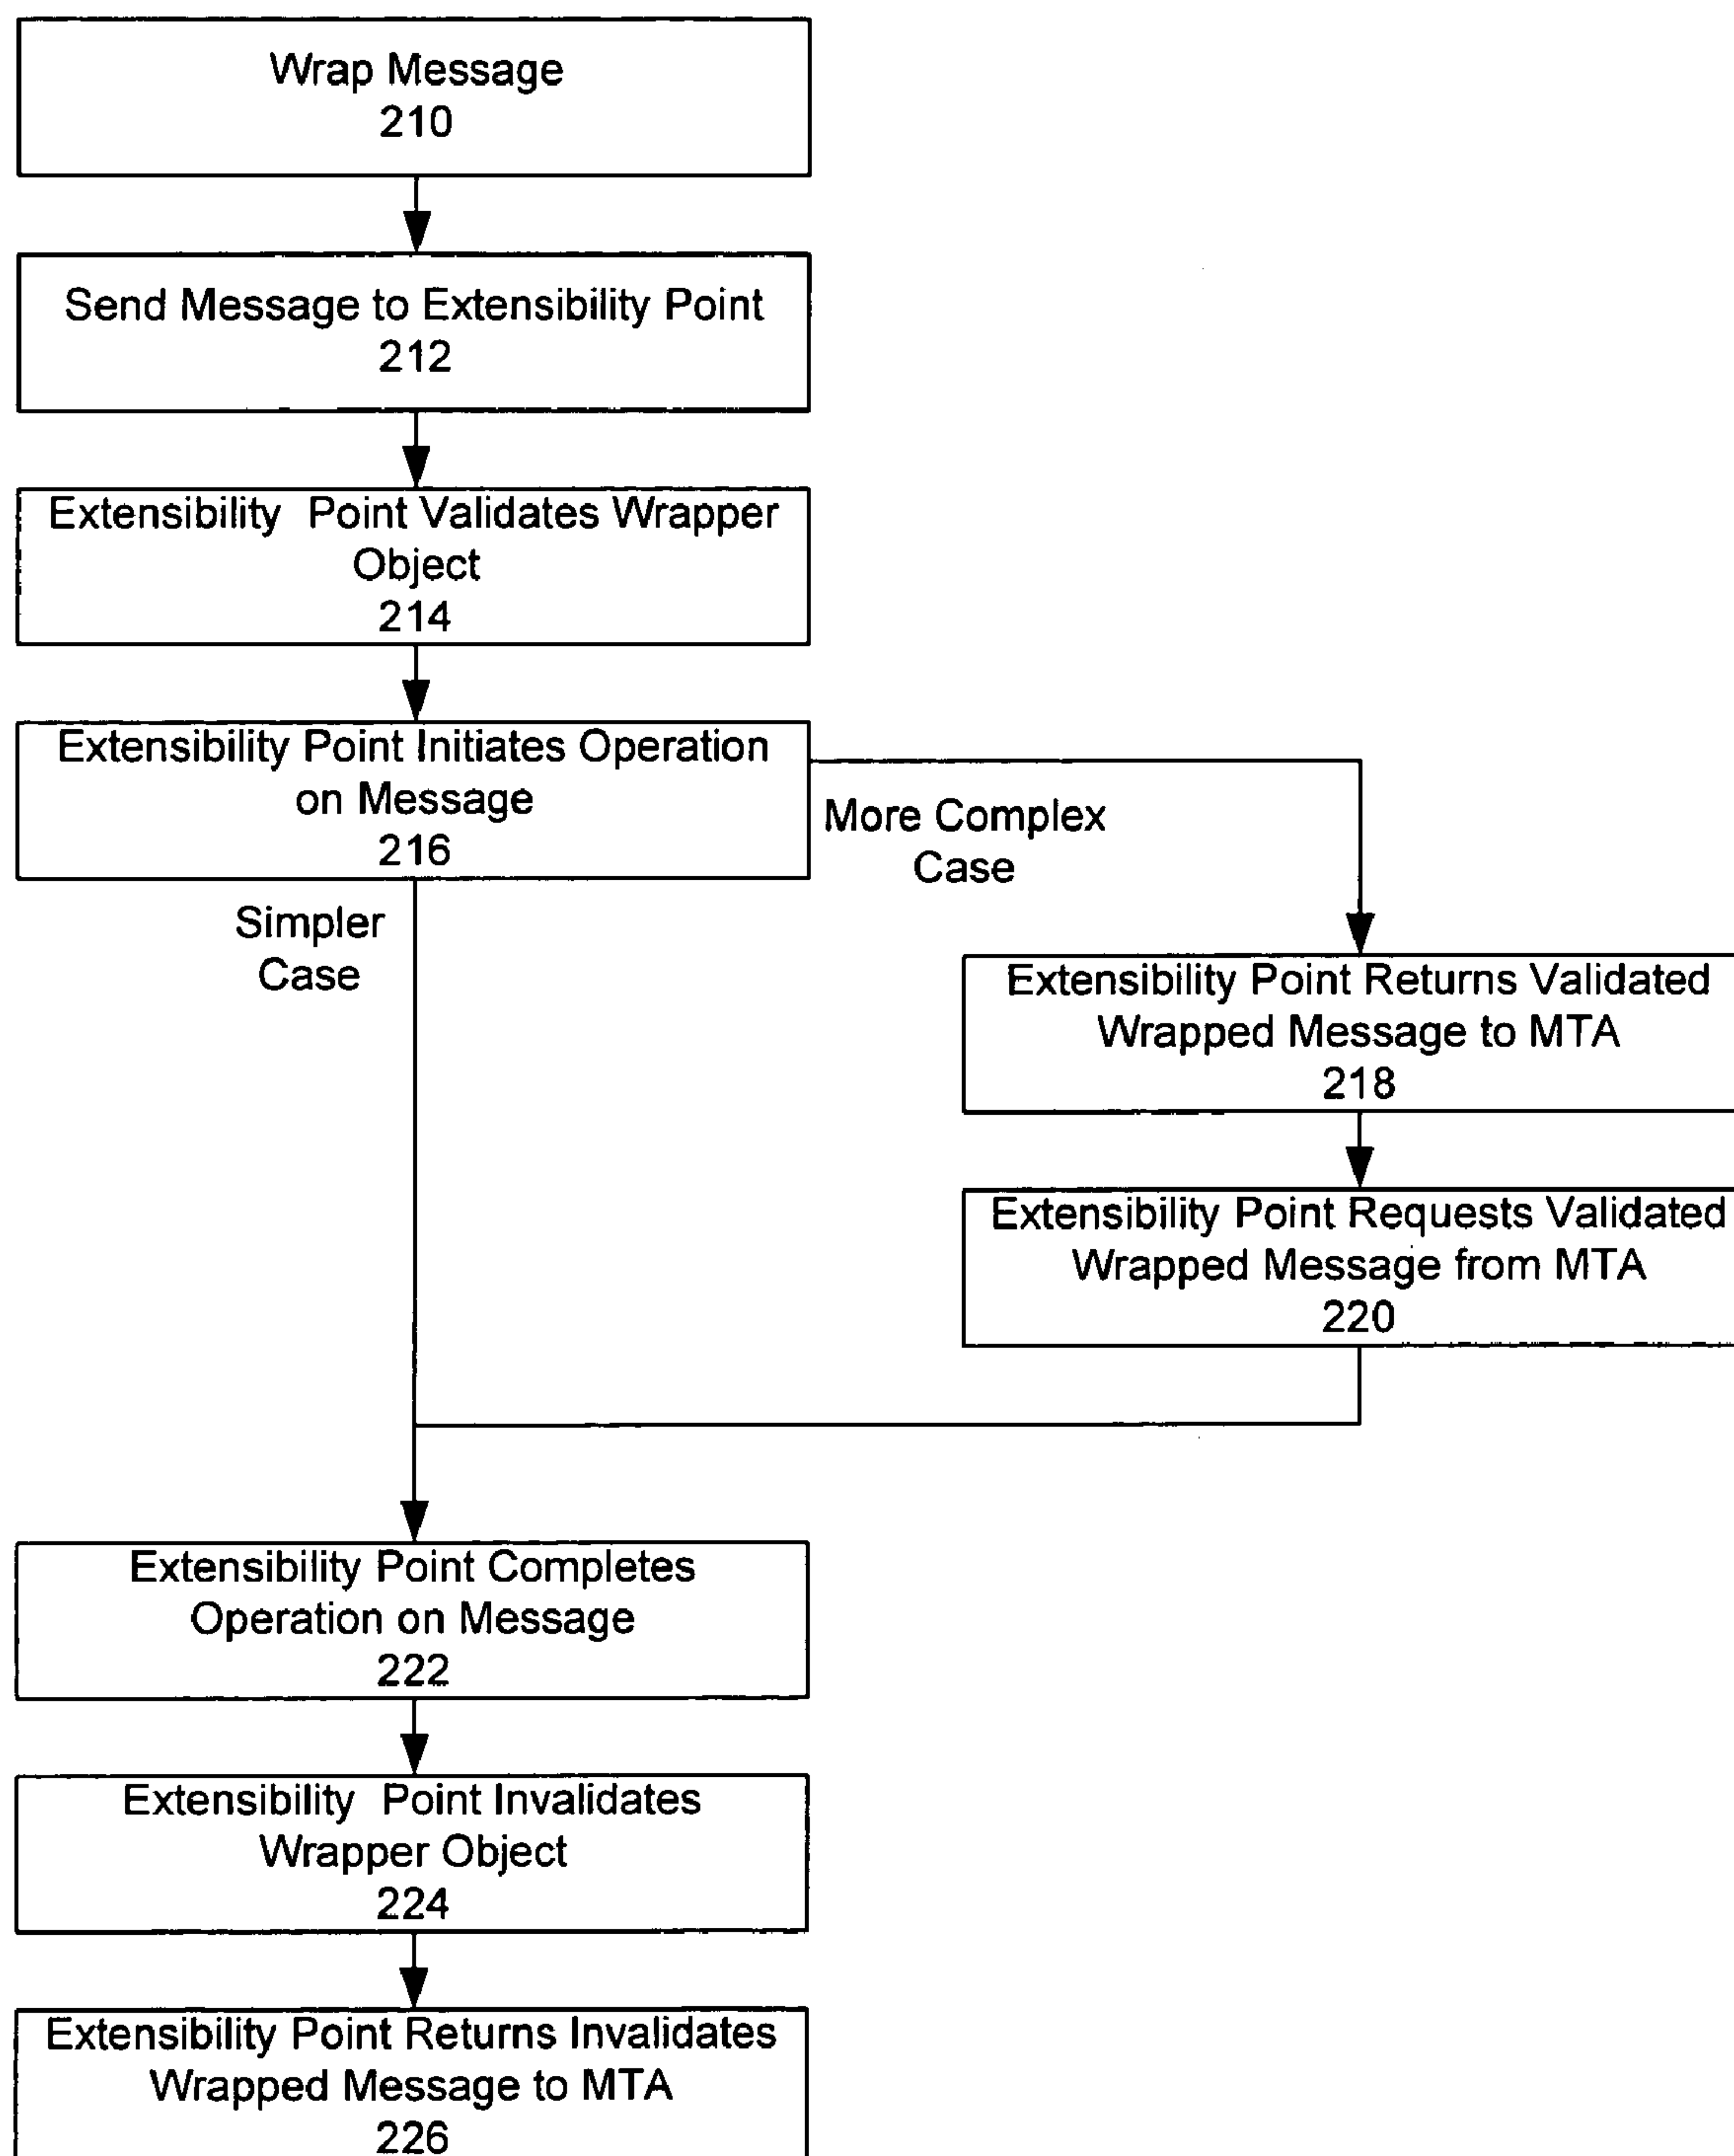 Wrap Message
210
Send Message to Extensibility Point
212
Extensibility Point Validates Wrapper
Object
214
Extensibility Point Initiates Operation
on Message
216
More Complex
Case
Simpler
Case
Extensibility Point Returns Validated
Wrapped Message to MTA
218
Extensibility Point Requests Validated
Wrapped Message from MTA
220
Extensibility Point Completes
Operation on Message
222
Extensibility Point Invalidates
Wrapper Object
224
Extensibility Point Returns Invalidates
Wrapped Message to MTA
226